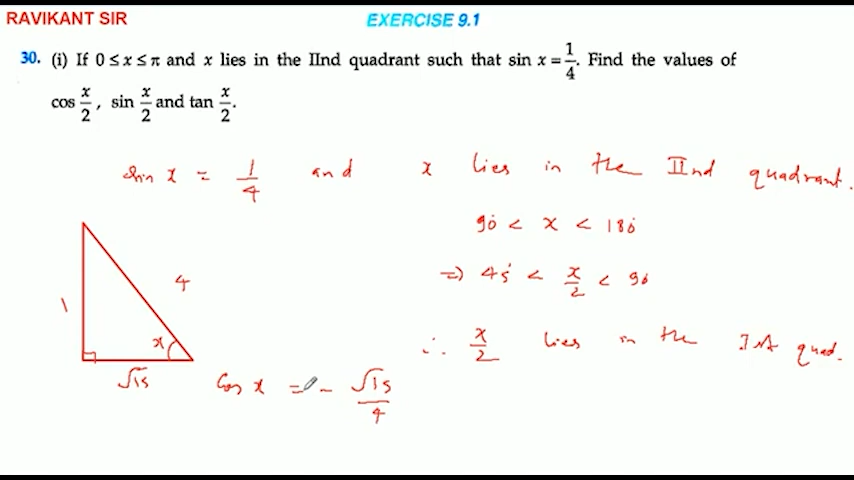 RAVIKANT SIR
EXERCISE 9.1
30. (i) If 0 ≤ x ≤ π and x lies in the IInd quadrant such that sin x = 1/4. Find the values of
cos x/2, sin x/2 and tan x/2.
sin x = 1/4 and x lies in the IInd quadrant.
90° < x < 180°
⇒ 45° < x/2 < 90°
∴ x/2 lies in the Ist quad.
1
4
x
√15
Cos x = - √15/4